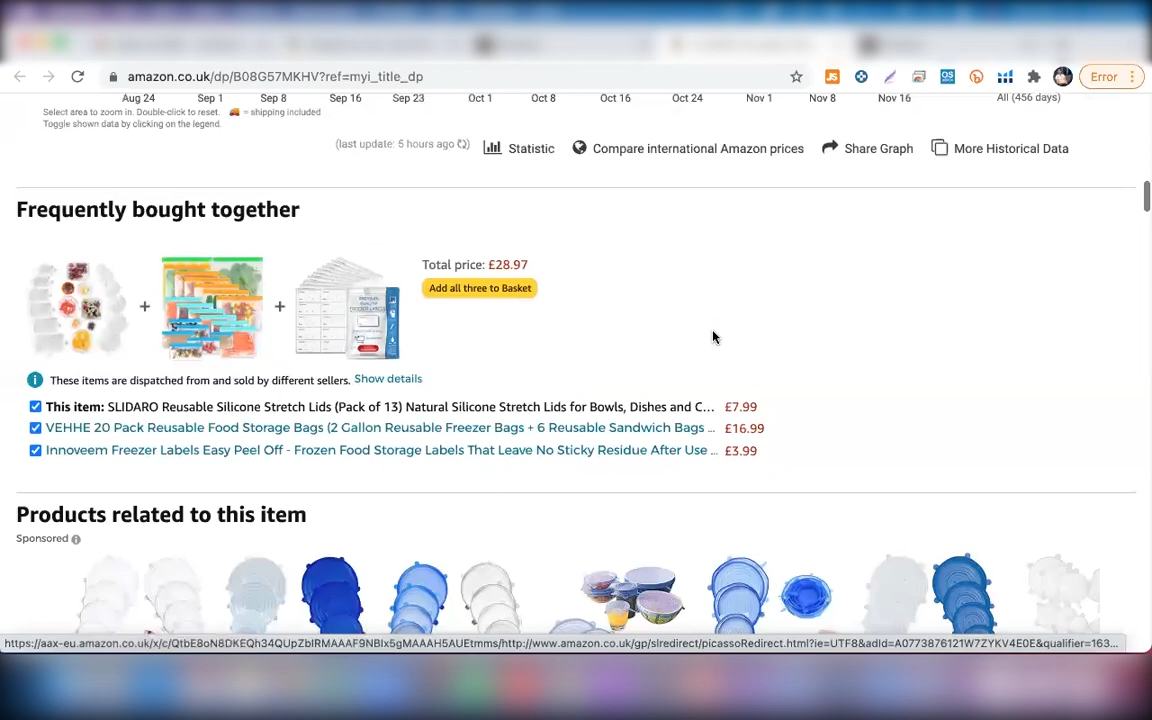 amazon.co.uk/dp/B08G57MKHV?ref=myi_title_dp
JS
OS
Error
Aug 24 Sep 1 Sep 8 Sep 16 Sep 23 Oct 1 Oct 8 Oct 16 Oct 24 Nov 1 Nov 8 Nov 16 All (456 days)
Select area to zoom in. Double-click to reset. = shipping included
Toggle shown data by clicking on the legend.
(last update: 5 hours ago) Statistic Compare international Amazon prices Share Graph More Historical Data
Frequently bought together
+ +
Total price: £28.97
Add all three to Basket
These items are dispatched from and sold by different sellers. Show details
This item: SLIDARO Reusable Silicone Stretch Lids (Pack of 13) Natural Silicone Stretch Lids for Bowls, Dishes and C... £7.99
VEHHE 20 Pack Reusable Food Storage Bags (2 Gallon Reusable Freezer Bags + 6 Reusable Sandwich Bags ... £16.99
Innoveem Freezer Labels Easy Peel Off - Frozen Food Storage Labels That Leave No Sticky Residue After Use ... £3.99
Products related to this item
Sponsored